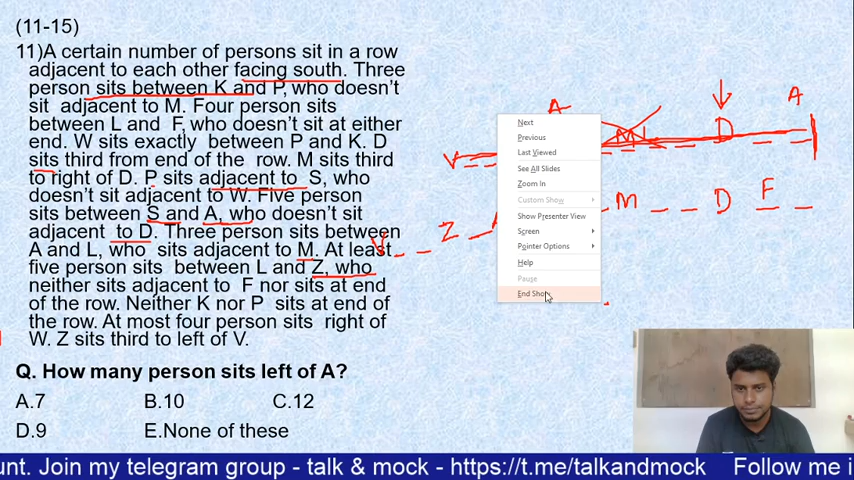 (11-15)
11)A certain number of persons sit in a row
adjacent to each other facing south. Three
person sits between K and P, who doesn't
sit adjacent to M. Four person sits
between L and F, who doesn't sit at either
end. W sits exactly between P and K. D
sits third from end of the row. M sits third
to right of D. P sits adjacent to S, who
doesn't sit adjacent to W. Five person
sits between S and A, who doesn't sit
adjacent to D. Three person sits between
A and L, who sits adjacent to M. At least
five person sits between L and Z, who
neither sits adjacent to F nor sits at end
of the row. Neither K nor P sits at end of
the row. At most four person sits right of
W. Z sits third to left of V.
Q. How many person sits left of A?
A.7 B.10 C.12
D.9 E.None of these
A
A
V D
V Z M D F
Next
Previous
Last Viewed
See All Slides
Zoom In
Custom Show
Show Presenter View
Screen
Pointer Options
Help
Pause
End Show
unt. Join my telegram group - talk & mock - https://t.me/talkandmock Follow me i